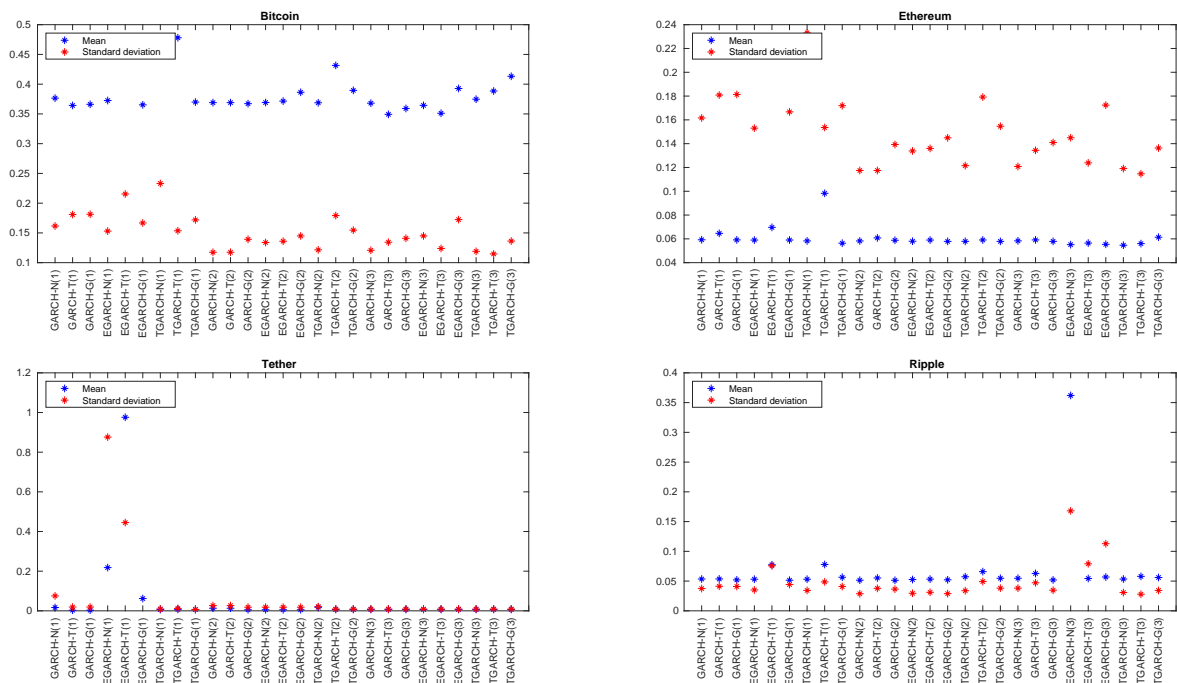 Bitcoin
0.5
0.45
0.4
0.35
0.3
0.25
0.2
0.15
0.1
Mean
Standard deviation
GARCH-N(1)
GARCH-T(1)
GARCH-G(1)
EGARCH-N(1)
EGARCH-T(1)
EGARCH-G(1)
TGARCH-N(1)
TGARCH-T(1)
TGARCH-G(1)
GARCH-N(2)
GARCH-T(2)
GARCH-G(2)
EGARCH-N(2)
EGARCH-T(2)
EGARCH-G(2)
TGARCH-N(2)
TGARCH-T(2)
TGARCH-G(2)
GARCH-N(3)
GARCH-T(3)
GARCH-G(3)
EGARCH-N(3)
EGARCH-T(3)
EGARCH-G(3)
TGARCH-N(3)
TGARCH-T(3)
TGARCH-G(3)
Ethereum
0.24
0.22
0.2
0.18
0.16
0.14
0.12
0.1
0.08
0.06
0.04
Mean
Standard deviation
GARCH-N(1)
GARCH-T(1)
GARCH-G(1)
EGARCH-N(1)
EGARCH-T(1)
EGARCH-G(1)
TGARCH-N(1)
TGARCH-T(1)
TGARCH-G(1)
GARCH-N(2)
GARCH-T(2)
GARCH-G(2)
EGARCH-N(2)
EGARCH-T(2)
EGARCH-G(2)
TGARCH-N(2)
TGARCH-T(2)
TGARCH-G(2)
GARCH-N(3)
GARCH-T(3)
GARCH-G(3)
EGARCH-N(3)
EGARCH-T(3)
EGARCH-G(3)
TGARCH-N(3)
TGARCH-T(3)
TGARCH-G(3)
Tether
1.2
1
0.8
0.6
0.4
0.2
0
Mean
Standard deviation
GARCH-N(1)
GARCH-T(1)
GARCH-G(1)
EGARCH-N(1)
EGARCH-T(1)
EGARCH-G(1)
TGARCH-N(1)
TGARCH-T(1)
TGARCH-G(1)
GARCH-N(2)
GARCH-T(2)
GARCH-G(2)
EGARCH-N(2)
EGARCH-T(2)
EGARCH-G(2)
TGARCH-N(2)
TGARCH-T(2)
TGARCH-G(2)
GARCH-N(3)
GARCH-T(3)
GARCH-G(3)
EGARCH-N(3)
EGARCH-T(3)
EGARCH-G(3)
TGARCH-N(3)
TGARCH-T(3)
TGARCH-G(3)
Ripple
0.4
0.35
0.3
0.25
0.2
0.15
0.1
0.05
0
Mean
Standard deviation
GARCH-N(1)
GARCH-T(1)
GARCH-G(1)
EGARCH-N(1)
EGARCH-T(1)
EGARCH-G(1)
TGARCH-N(1)
TGARCH-T(1)
TGARCH-G(1)
GARCH-N(2)
GARCH-T(2)
GARCH-G(2)
EGARCH-N(2)
EGARCH-T(2)
EGARCH-G(2)
TGARCH-N(2)
TGARCH-T(2)
TGARCH-G(2)
GARCH-N(3)
GARCH-T(3)
GARCH-G(3)
EGARCH-N(3)
EGARCH-T(3)
EGARCH-G(3)
TGARCH-N(3)
TGARCH-T(3)
TGARCH-G(3)